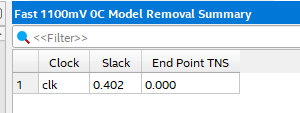 Fast 1100mV 0C Model Removal Summary
<<Filter>>
Clock Slack End Point TNS
1 clk 0.402 0.000